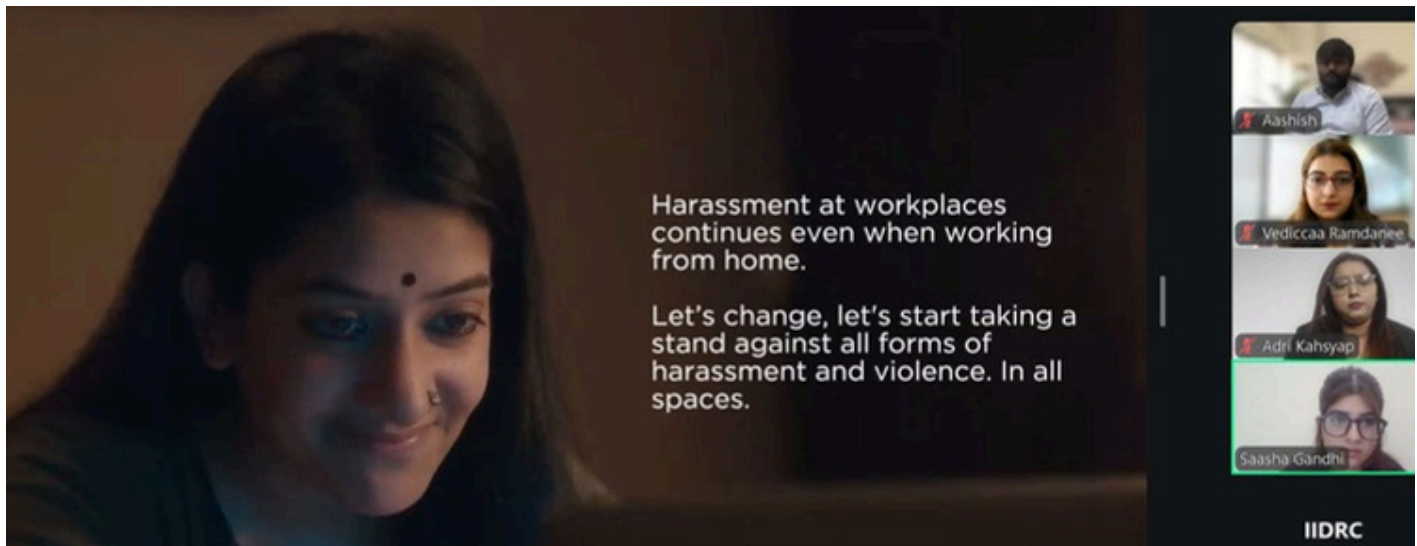 Harassment at workplaces
continues even when working
from home.
Let's change, let's start taking a
stand against all forms of
harassment and violence. In all
spaces.
Aashish
Vediccaa Ramdanee
Adri Kahsyap
Saasha Gandhi
IIDRC